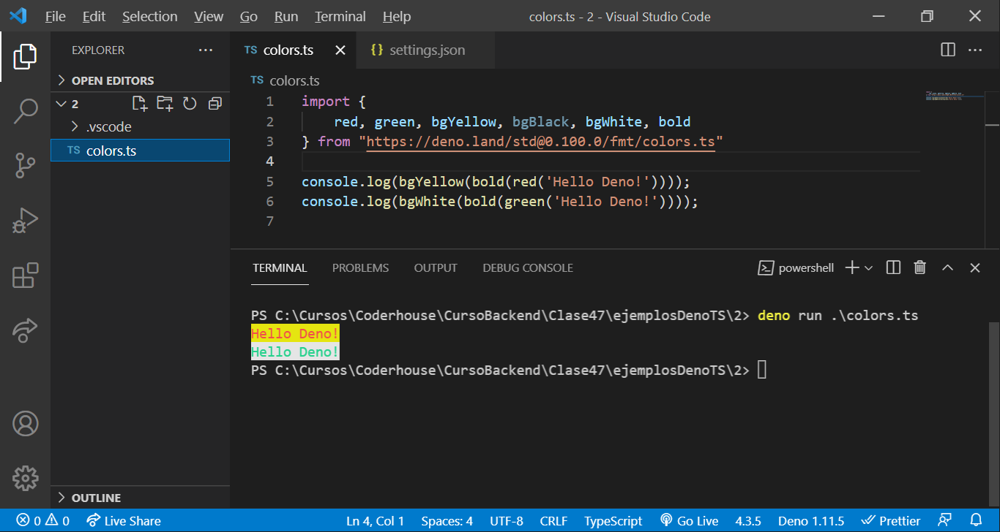 File Edit Selection View Go Run Terminal Help colors.ts - 2 - Visual Studio Code
EXPLORER
OPEN EDITORS
2
.vscode
TS colors.ts
OUTLINE
TS colors.ts {} settings.json
TS colors.ts
1 import {
2 red, green, bgYellow, bgBlack, bgWhite, bold
3 } from "https://deno.land/std@0.100.0/fmt/colors.ts"
4
5 console.log(bgYellow(bold(red('Hello Deno!'))));
6 console.log(bgWhite(bold(green('Hello Deno!'))));
7
TERMINAL PROBLEMS OUTPUT DEBUG CONSOLE powershell
PS C:\Cursos\Coderhouse\CursoBackend\Clase47\ejemplosDenoTS\2> deno run .\colors.ts
Hello Deno!
Hello Deno!
PS C:\Cursos\Coderhouse\CursoBackend\Clase47\ejemplosDenoTS\2>
0 0 Live Share Ln 4, Col 1 Spaces: 4 UTF-8 CRLF TypeScript Go Live 4.3.5 Deno 1.11.5 Prettier